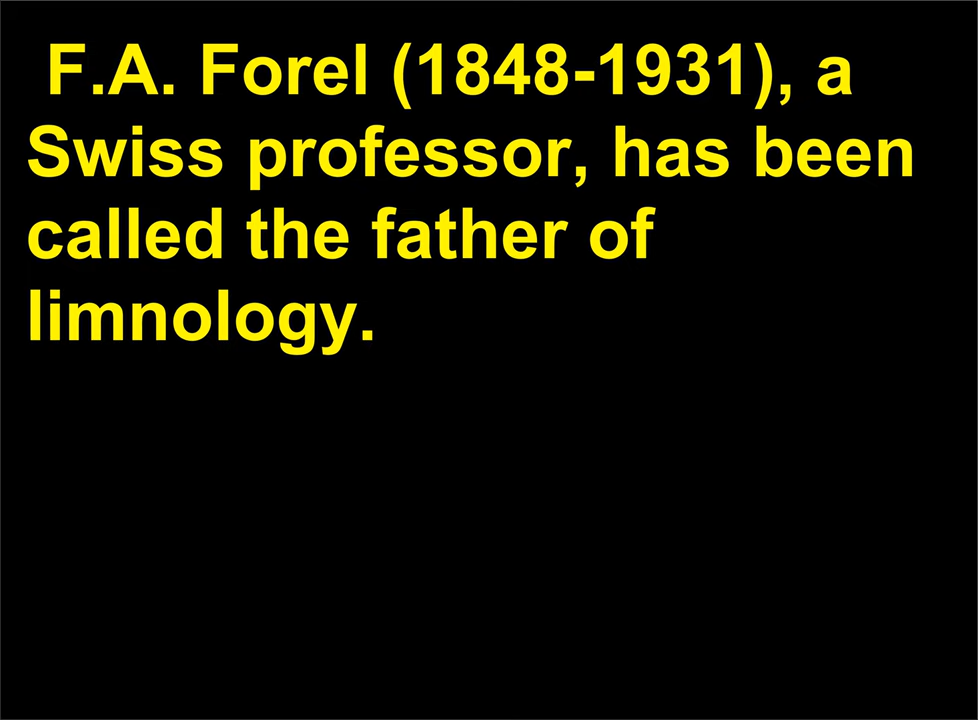 F.A. Forel (1848-1931), a
Swiss professor, has been
called the father of
limnology.